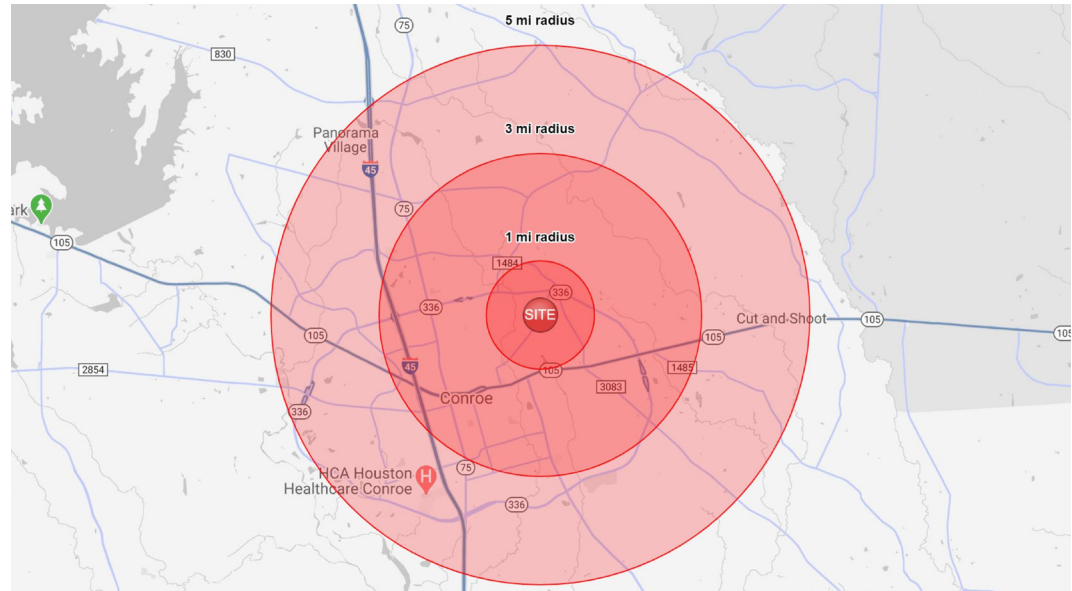 5 mi radius
75
830
3 mi radius
Panorama
Village
45
ark
75
105
1 mi radius
1484
336
336
SITE
Cut and Shoot
105
105
105
105
45
105
1485
2854
3083
Conroe
336
75
HCA Houston
Healthcare Conroe
H
336